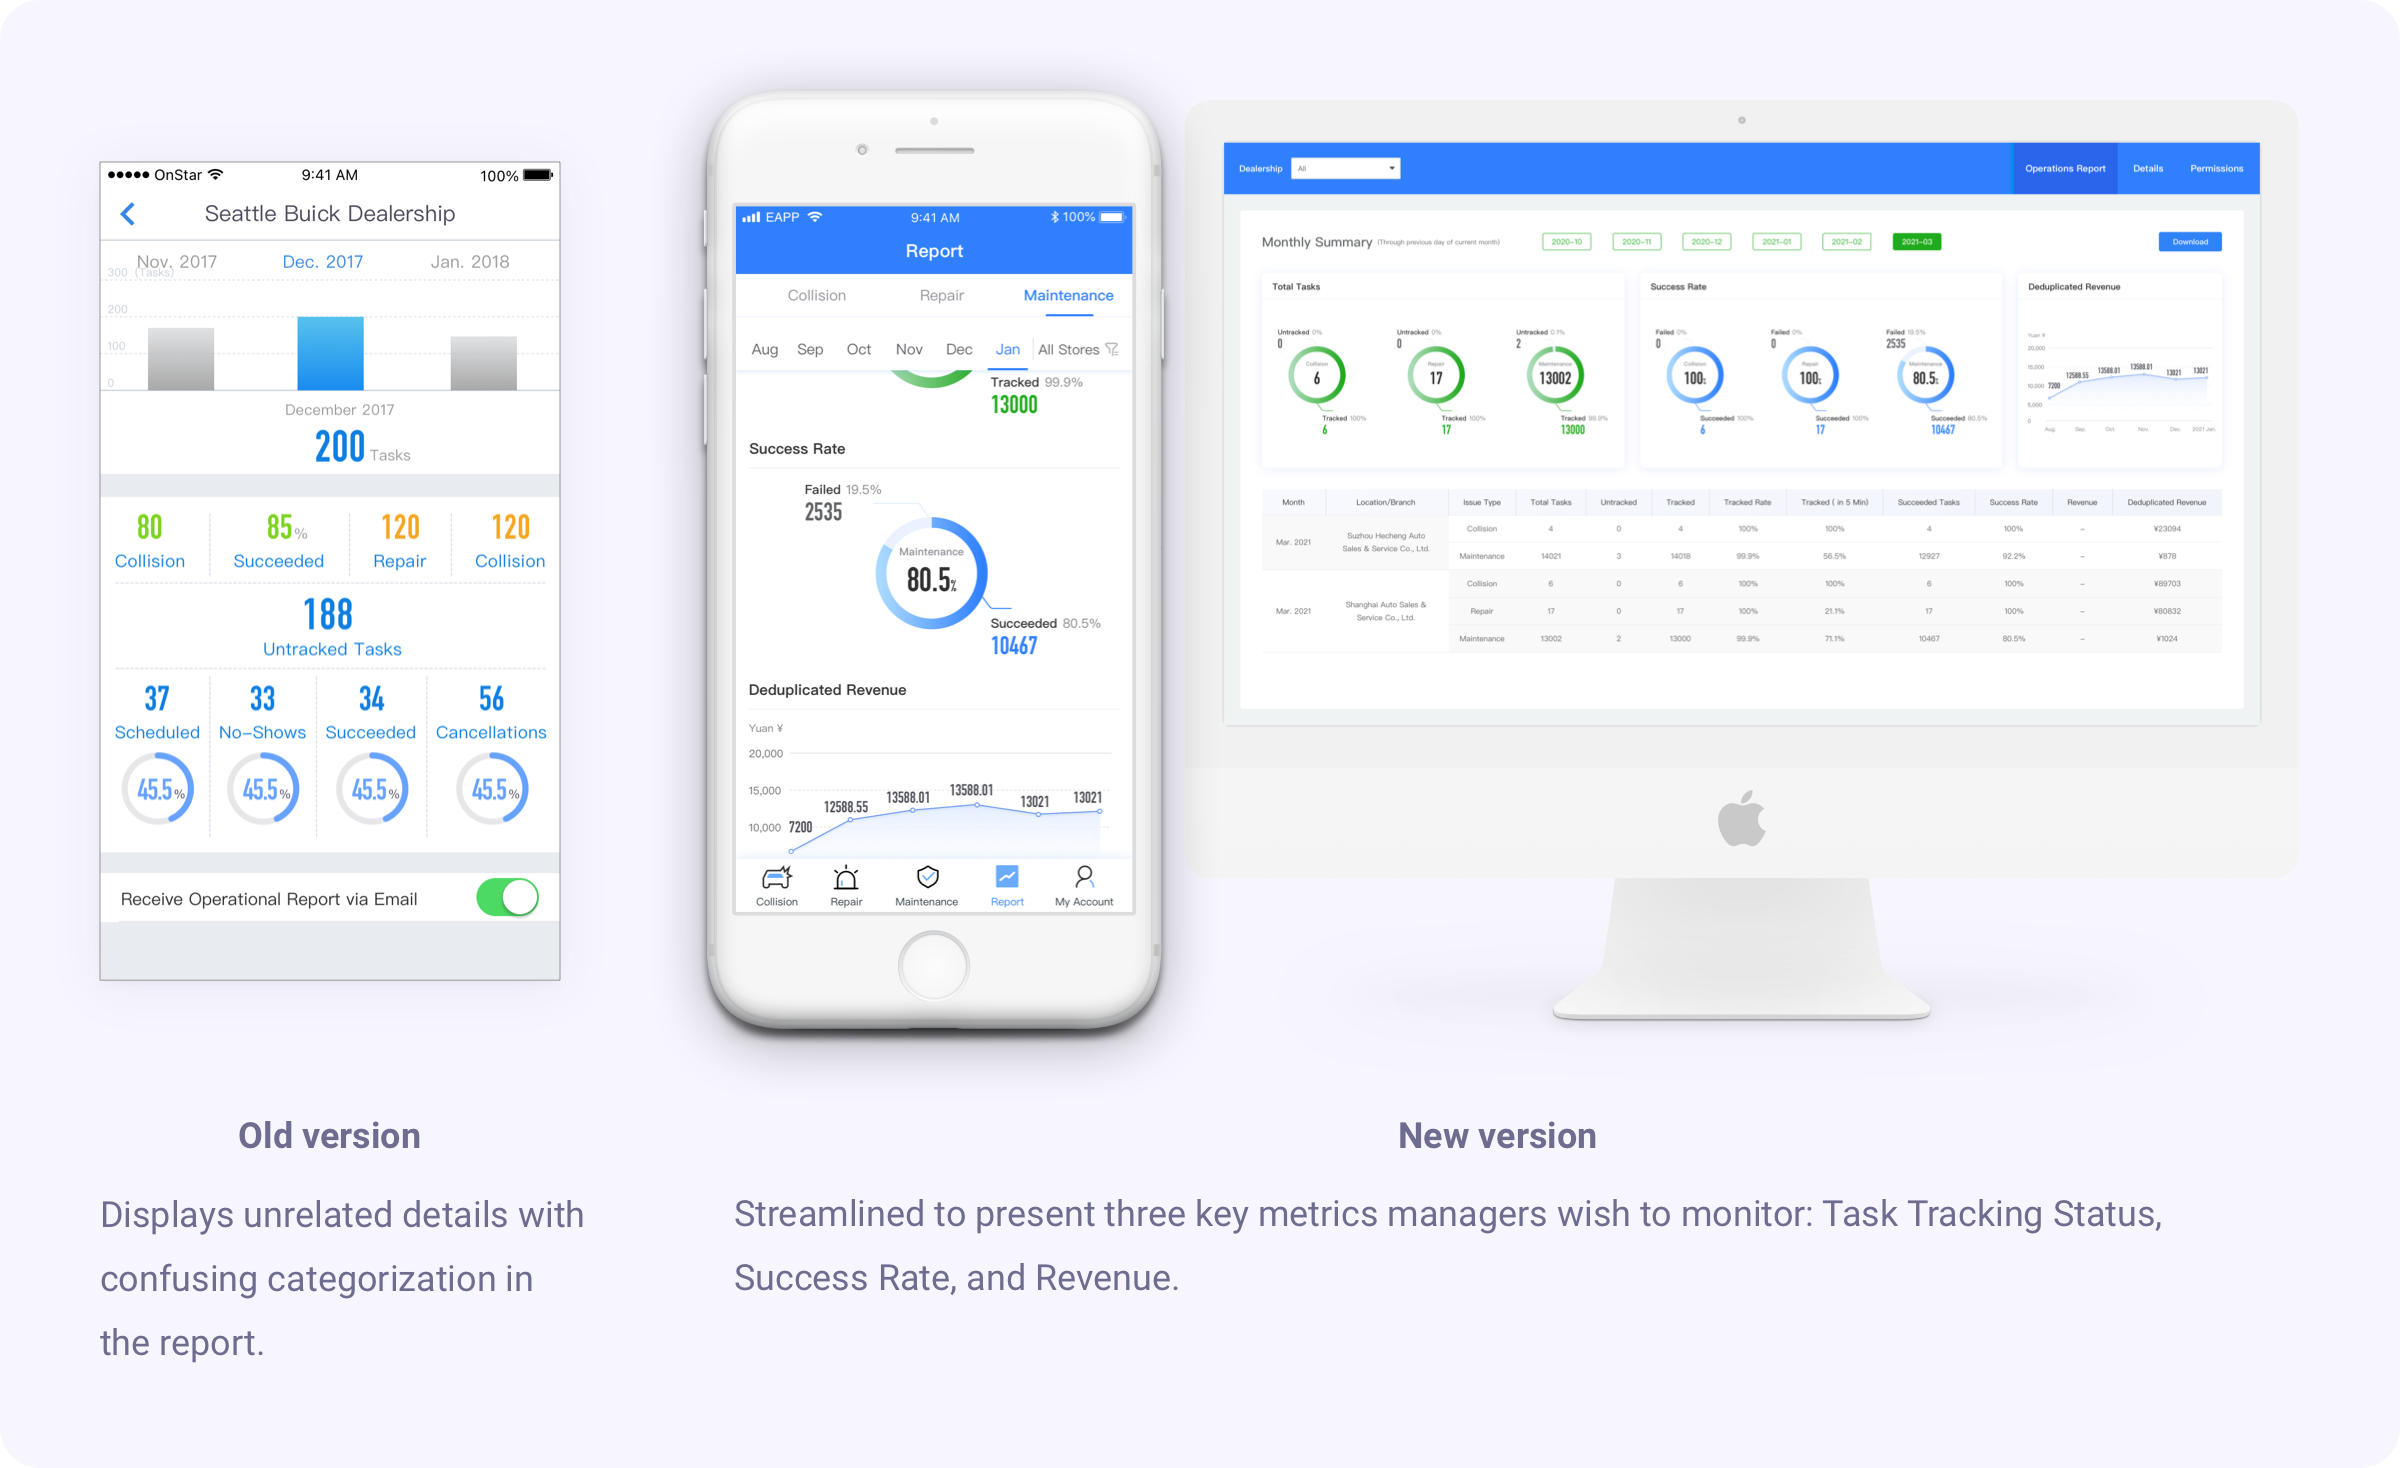 OnStar 9:41 AM 100%
Seattle Buick Dealership
Nov. 2017 Dec. 2017 Jan. 2018
300 (Tasks)
200
100
0
December 2017
200 Tasks
80 85% 120 120
Collision Succeeded Repair Collision
188
Untracked Tasks
37 33 34 56
Scheduled No-Shows Succeeded Cancellations
45.5% 45.5% 45.5% 45.5%
Receive Operational Report via Email
EAPP 9:41 AM 100%
Report
Collision Repair Maintenance
Aug Sep Oct Nov Dec Jan All Stores
Tracked 99.9%
13000
Success Rate
Failed 19.5%
2535
Maintenance
80.5%
Succeeded 80.5%
10467
Deduplicated Revenue
Yuan ¥
20,000
15,000
10,000
7200 12588.55 13588.01 13588.01 13021 13021
Collision Repair Maintenance Report My Account
Dealership All Operations Report Details Permissions
Monthly Summary (Through previous day of current month) 2020-10 2020-11 2020-12 2021-01 2021-02 2021-03 Download
Total Tasks
Untracked 0% Untracked 0% Untracked 0.1%
0 0 2
Collision Repair Maintenance
6 17 13002
Tracked 100% Tracked 100% Tracked 99.9%
6 17 13000
Success Rate
Failed 0% Failed 0% Failed 19.5%
0 0 2535
Collision Repair Maintenance
100% 100% 80.5%
Succeeded 100% Succeeded 100% Succeeded 80.5%
6 17 10467
Deduplicated Revenue
Yuan ¥
20,000
15,000
10,000
5,000
0
7200 12588.55 13588.01 13588.01 13021 13021
Aug. Sep. Oct. Nov. Dec. 2021 Jan.
Month Location/Branch Issue Type Total Tasks Untracked Tracked Tracked Rate Tracked ( in 5 Min) Succeeded Tasks Success Rate Revenue Deduplicated Revenue
Mar. 2021 Suzhou Hecheng Auto
Sales & Service Co., Ltd.
Collision 4 0 4 100% 100% 4 100% – ¥23094
Maintenance 14021 3 14018 99.9% 56.5% 12927 92.2% – ¥878
Mar. 2021 Shanghai Auto Sales &
Service Co., Ltd.
Collision 6 0 6 100% 100% 6 100% – ¥89703
Repair 17 0 17 100% 21.1% 17 100% – ¥80832
Maintenance 13002 2 13000 99.9% 71.1% 10467 80.5% – ¥1024
Old version
Displays unrelated details with
confusing categorization in
the report.
New version
Streamlined to present three key metrics managers wish to monitor: Task Tracking Status,
Success Rate, and Revenue.